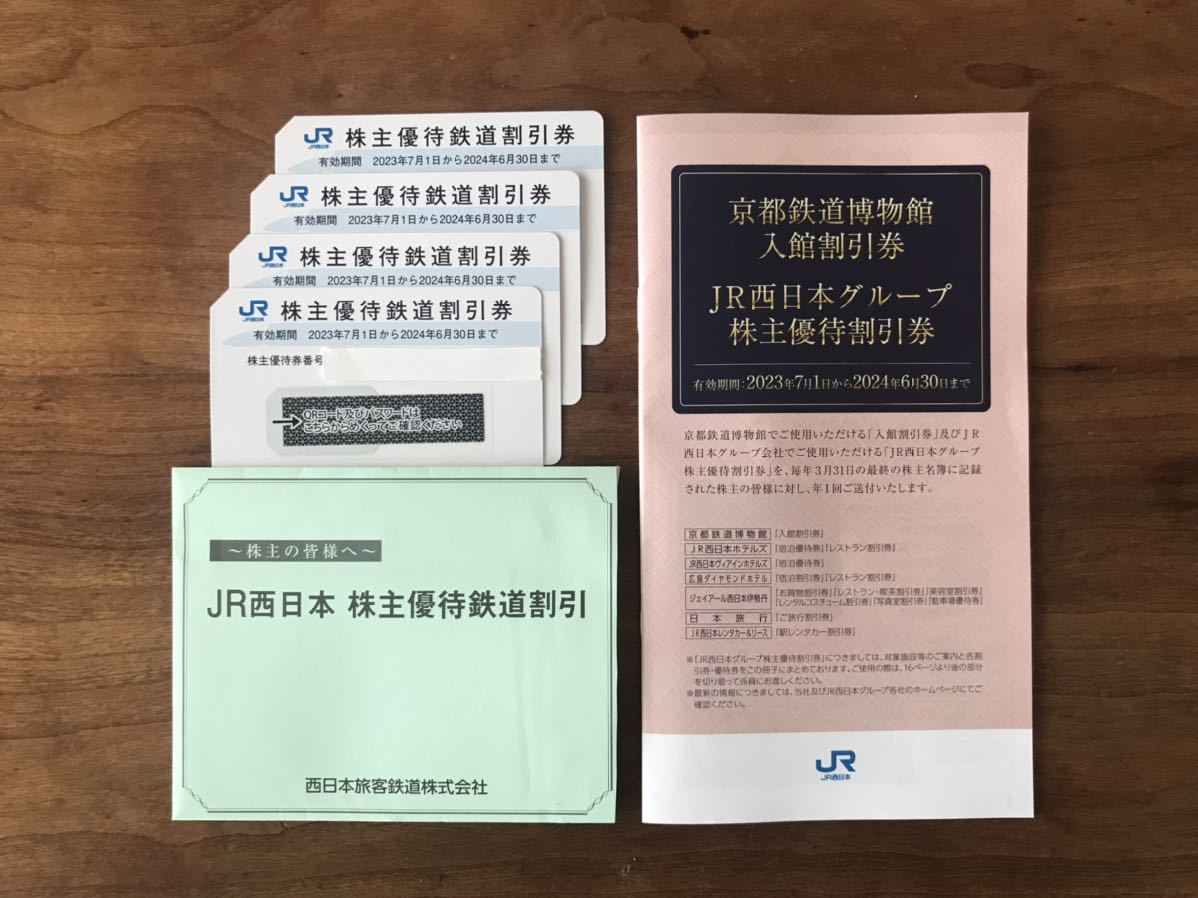 JR
JR西日本
株主優待鉄道割引券
有効期間 2023年7月1日から2024年6月30日まで
JR
JR西日本
株主優待鉄道割引券
有効期間 2023年7月1日から2024年6月30日まで
JR
JR西日本
株主優待鉄道割引券
有効期間 2023年7月1日から2024年6月30日まで
JR
JR西日本
株主優待鉄道割引券
有効期間 2023年7月1日から2024年6月30日まで
株主優待券番号
QRコード及びパスワードは
こちらからめくってご確認ください
～株主の皆様へ～
JR西日本 株主優待鉄道割引
西日本旅客鉄道株式会社
京都鉄道博物館
入館割引券
JR西日本グループ
株主優待割引券
有効期間：2023年7月1日から2024年6月30日まで
京都鉄道博物館でご使用いただける「入館割引券」及びJR
西日本グループ会社でご使用いただける「JR西日本グループ
株主優待割引券」を、毎年3月31日の最終の株主名簿に記録
された株主の皆様に対し、年1回ご送付いたします。
京都鉄道博物館 「入館割引券」
JR西日本ホテルズ 「宿泊優待券」「レストラン割引券」
JR西日本ヴィアインホテルズ 「宿泊優待券」
広島ダイヤモンドホテル 「宿泊割引券」「レストラン割引券」
ジェイアール西日本伊勢丹 「お買物割引券」「レストラン・喫茶割引券」「美容室割引券」
「レンタルコスチューム割引券」「写真室割引券」「駐車場優待券」
日本旅行 「ご旅行割引券」
JR西日本レンタカー&リース 「駅レンタカー割引券」
※「JR西日本グループ株主優待割引券」につきましては、対象施設等のご案内と各割
引券・優待券をこの冊子にまとめております。ご使用の際は、16ページより後の部分
を切り取って係員にお渡しください。
※最新の情報につきましては、当社及びJR西日本グループ各社のホームページにてご
確認ください。
JR
JR西日本